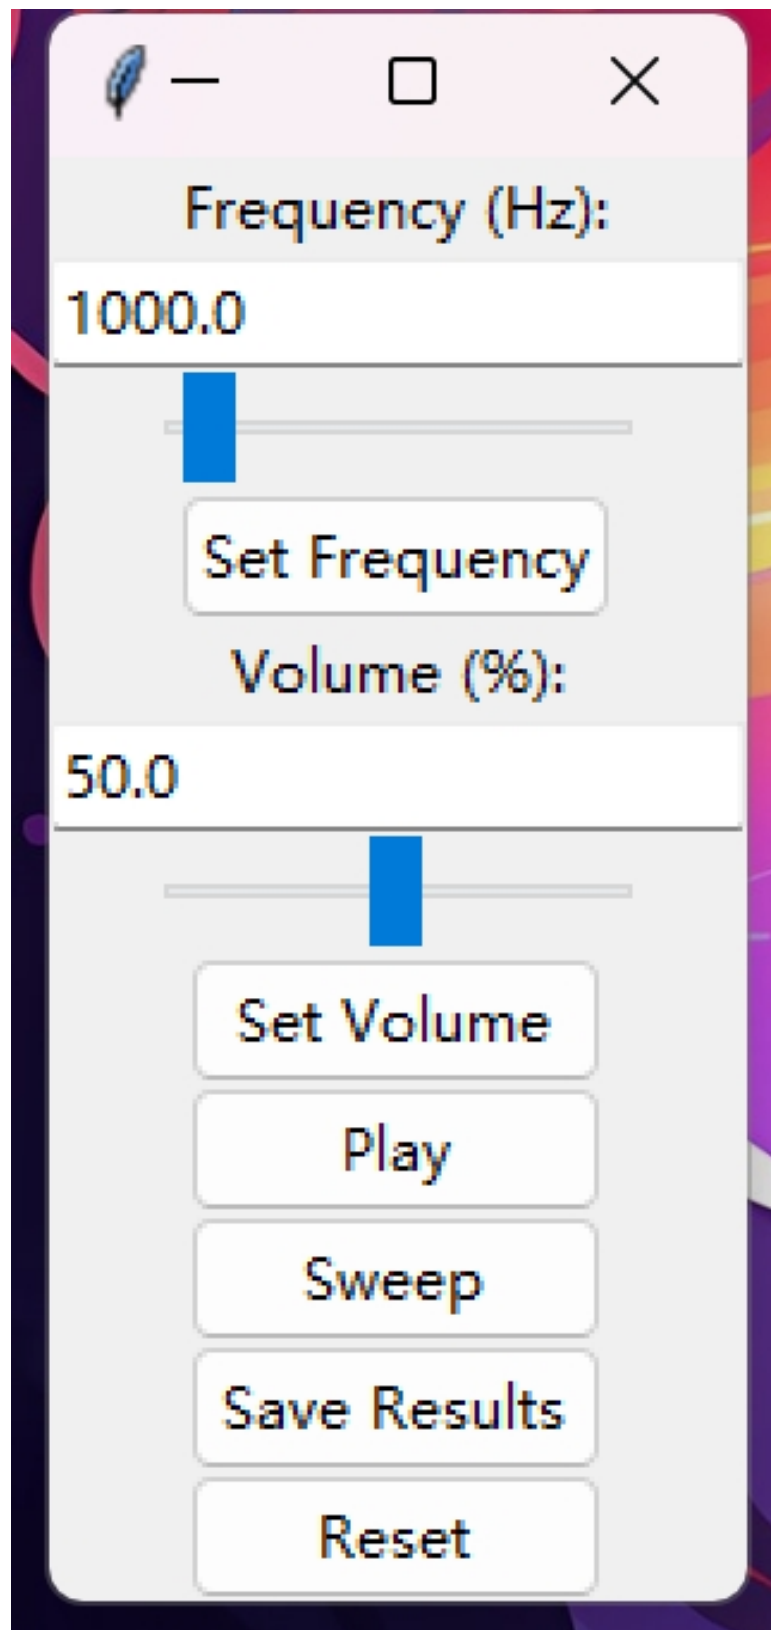 Frequency (Hz):
1000.0
Set Frequency
Volume (%):
50.0
Set Volume
Play
Sweep
Save Results
Reset